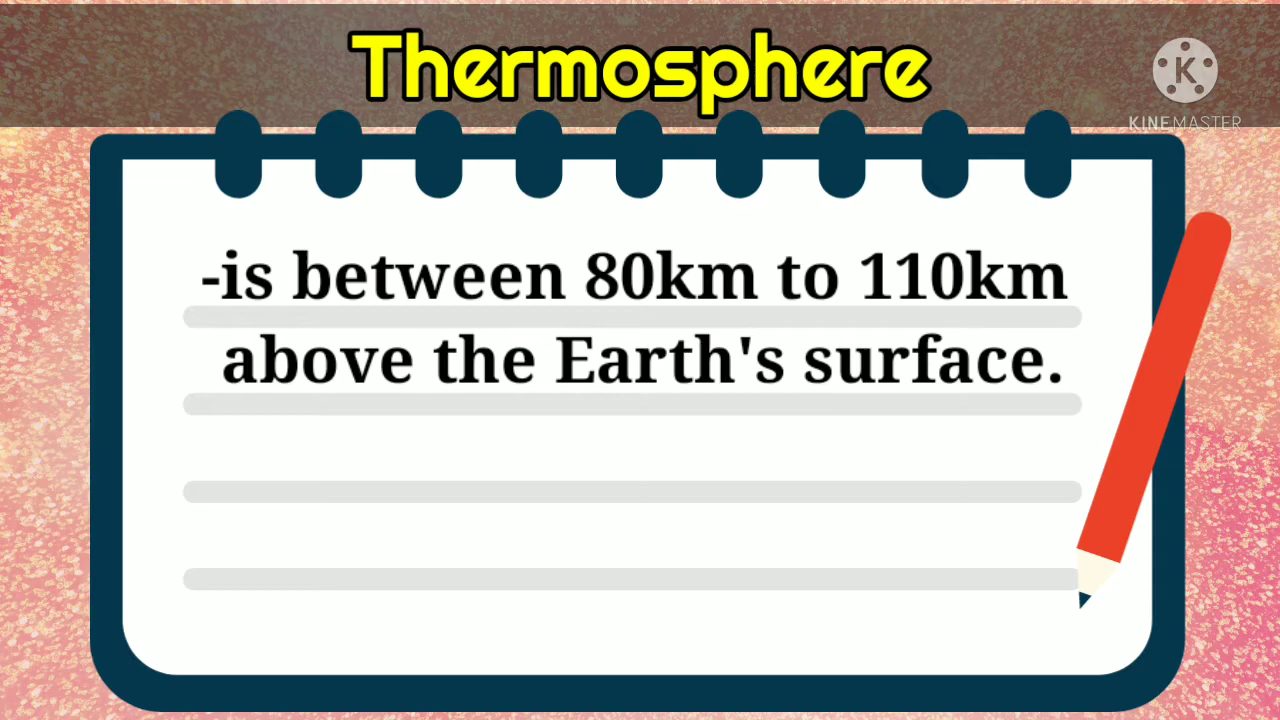 Thermosphere
K
KINEMASTER
-is between 80km to 110km
above the Earth's surface.